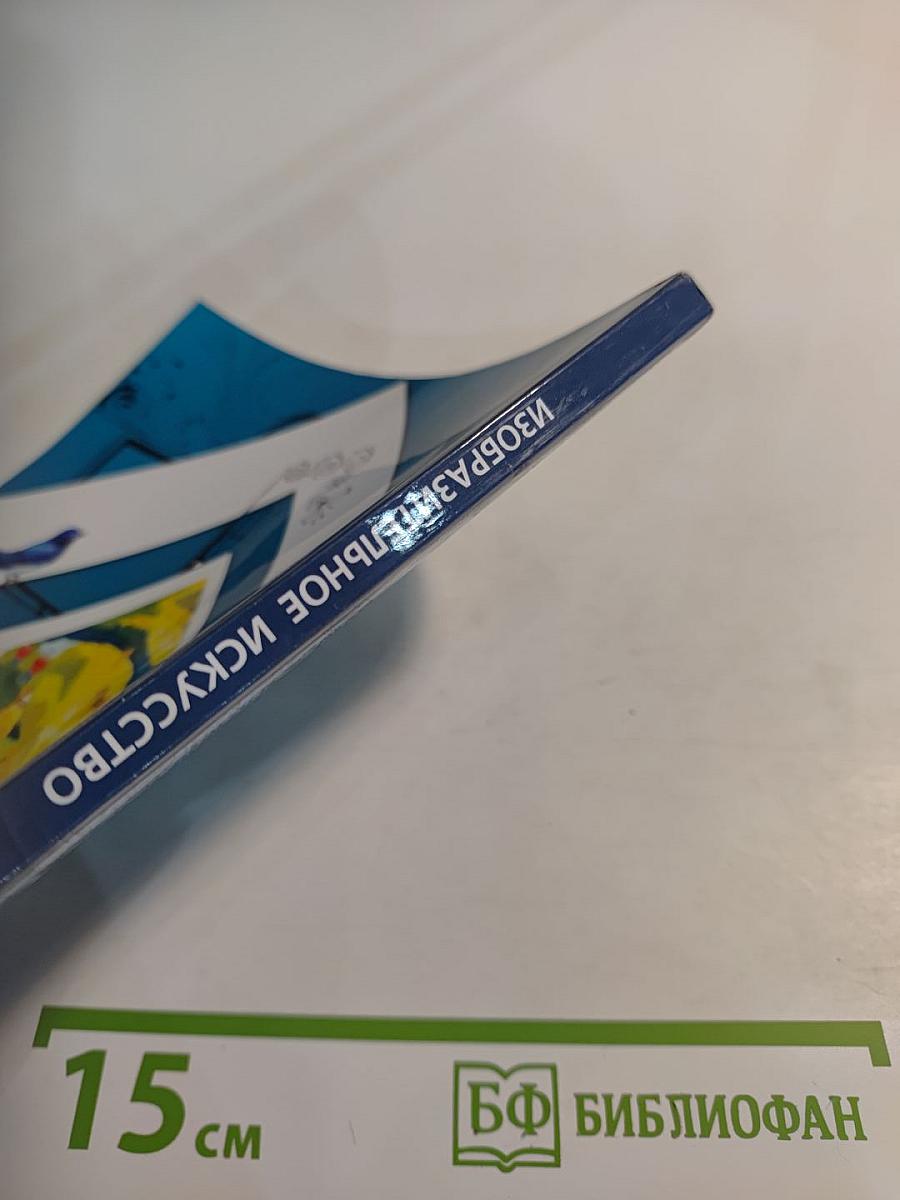 ИЗОБРАЗИТЕЛЬНОЕ ИСКУССТВО
15 см
БФ БИБЛИОФАН